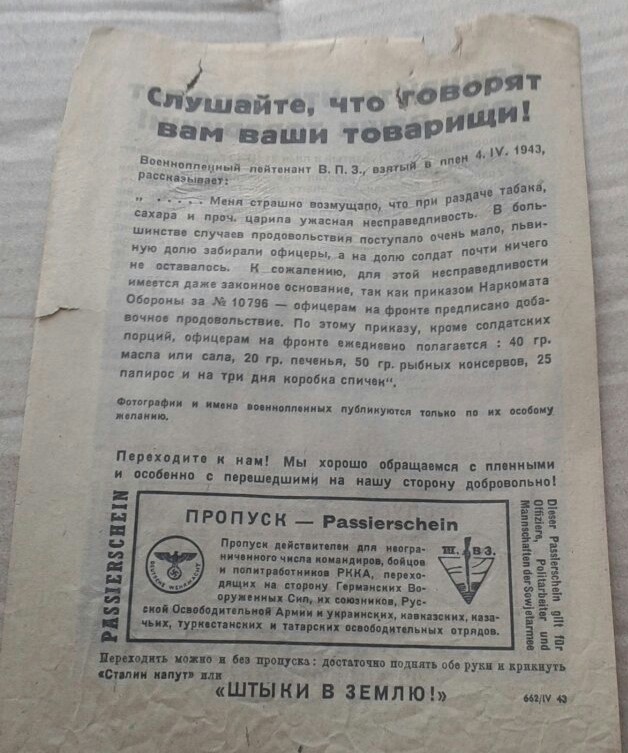 Слушайте, что говорят
вам ваши товарищи!
Военнопленный лейтенант В. П. З., взятый в плен 4. IV. 1943,
рассказывает:
„ . . . . . Меня страшно возмущало, что при раздаче табака,
сахара и проч. царила ужасная несправедливость. В боль-
шинстве случаев продовольствия поступало очень мало, льви-
ную долю забирали офицеры, а на долю солдат почти ничего
не оставалось. К сожалению, для этой несправедливости
имеется даже законное основание, так как приказом Наркомата
Обороны за № 10796 — офицерам на фронте предписано доба-
вочное продовольствие. По этому приказу, кроме солдатских
порций, офицерам на фронте ежедневно полагается : 40 гр.
масла или сала, 20 гр. печенья, 50 гр. рыбных консервов, 25
папирос и на три дня коробка спичек“.
Фотографии и имена военнопленных публикуются только по их особому
желанию.
Переходите к нам! Мы хорошо обращаемся с пленными
и особенно с перешедшими на нашу сторону добровольно!
PASSIERSCHEIN
ПРОПУСК — Passierschein
DEUTSCHE WEHRMACHT
Пропуск действителен для неогра-
ниченного числа командиров, бойцов
и политработников РККА, перехо-
дящих на сторону Германских Во-
оруженных Сил, их союзников, Рус-
ской Освободительной Армии и украинских, кавказских, каза-
чьих, туркестанских и татарских освободительных отрядов.
Ш. В З.
Dieser Passierschein gilt für
Offiziere, Politarbeiter und
Mannschaften der Sowjetarmee
Переходить можно и без пропуска : достаточно поднять обе руки и крикнуть
«Сталин капут» или
«ШТЫКИ В ЗЕМЛЮ!»
662/IV 43